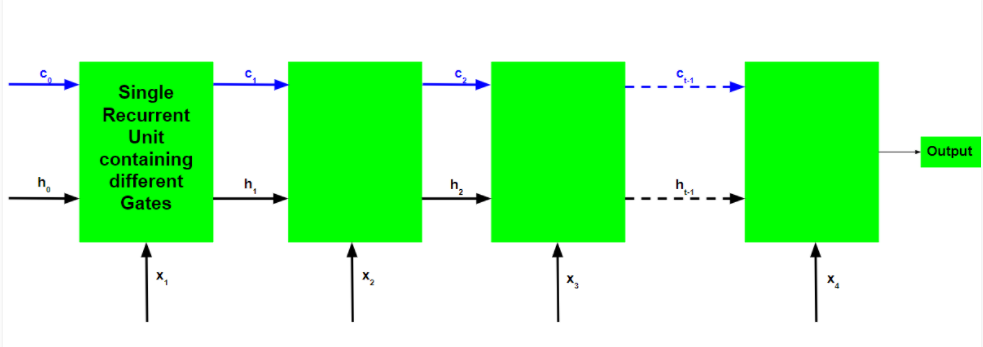 c₀
c₁
c₂
cₜ₋₁
Single
Recurrent
Unit
containing
different
Gates
Output
h₀
h₁
h₂
hₜ₋₁
x₁
x₂
x₃
x₄